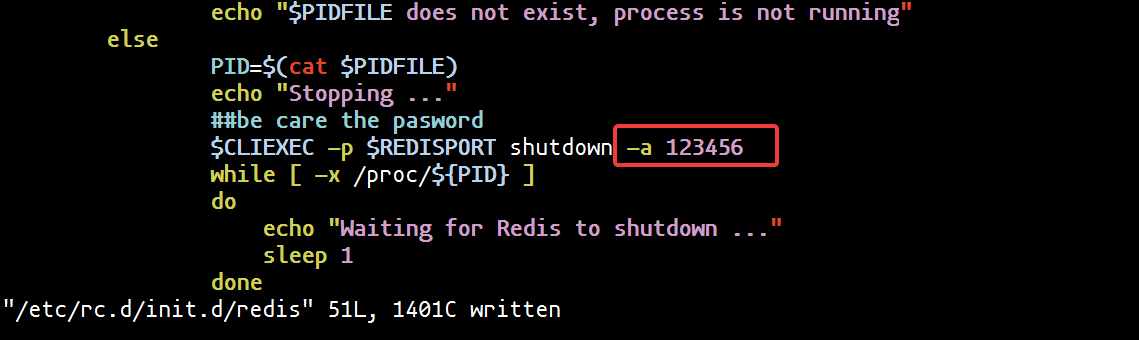 echo "$PIDFILE does not exist, process is not running"
else
PID=$(cat $PIDFILE)
echo "Stopping ..."
##be care the pasword
$CLIEXEC -p $REDISPORT shutdown -a 123456
while [ -x /proc/${PID} ]
do
echo "Waiting for Redis to shutdown ..."
sleep 1
done
"/etc/rc.d/init.d/redis" 51L, 1401C written